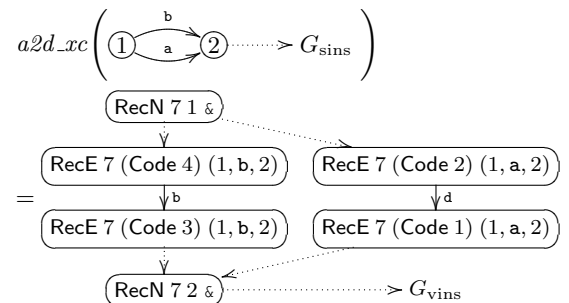 b
a2d_xc ( 1 a 2 G_sins )
RecN 7 1 &
RecE 7 (Code 4) (1, b, 2) RecE 7 (Code 2) (1, a, 2)
= b d
RecE 7 (Code 3) (1, b, 2) RecE 7 (Code 1) (1, a, 2)
RecN 7 2 & G_vins